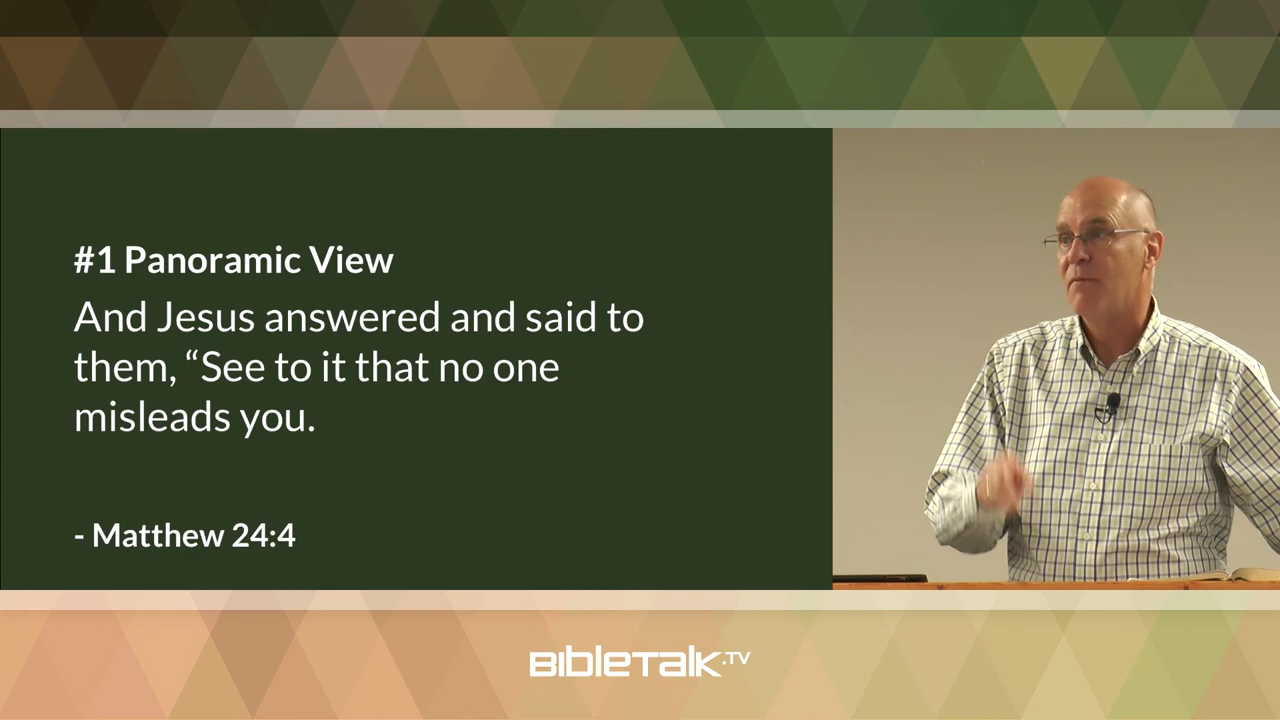 #1 Panoramic View
And Jesus answered and said to
them, “See to it that no one
misleads you.
- Matthew 24:4
BibleTalk.TV